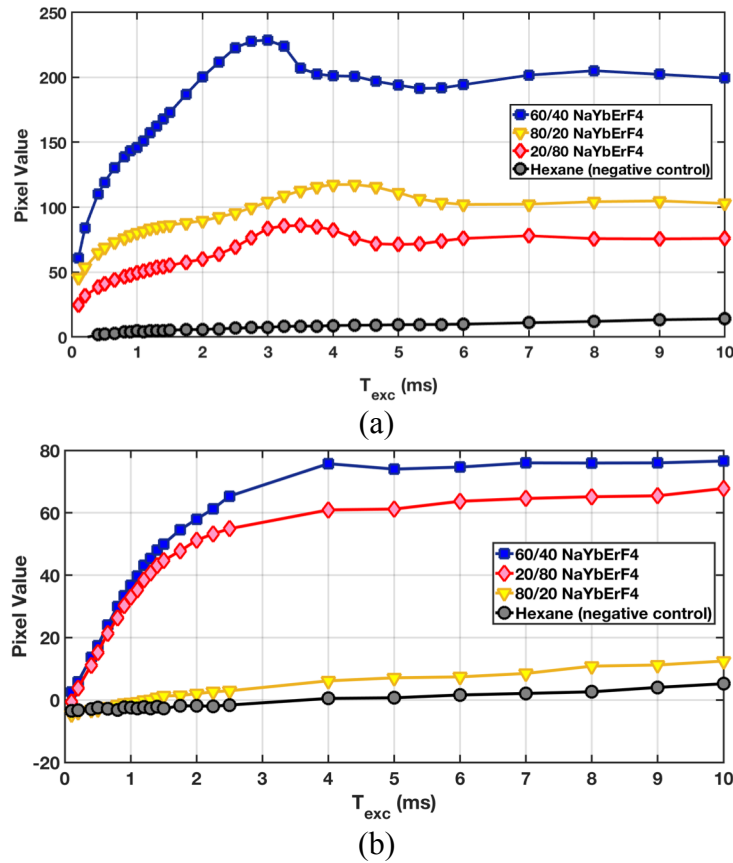 250
200
150
100
50
0
Pixel Value
60/40 NaYbErF4
80/20 NaYbErF4
20/80 NaYbErF4
Hexane (negative control)
0 1 2 3 4 5 6 7 8 9 10
T_exc (ms)
(a)
80
60
40
20
0
-20
Pixel Value
60/40 NaYbErF4
20/80 NaYbErF4
80/20 NaYbErF4
Hexane (negative control)
0 1 2 3 4 5 6 7 8 9 10
T_exc (ms)
(b)